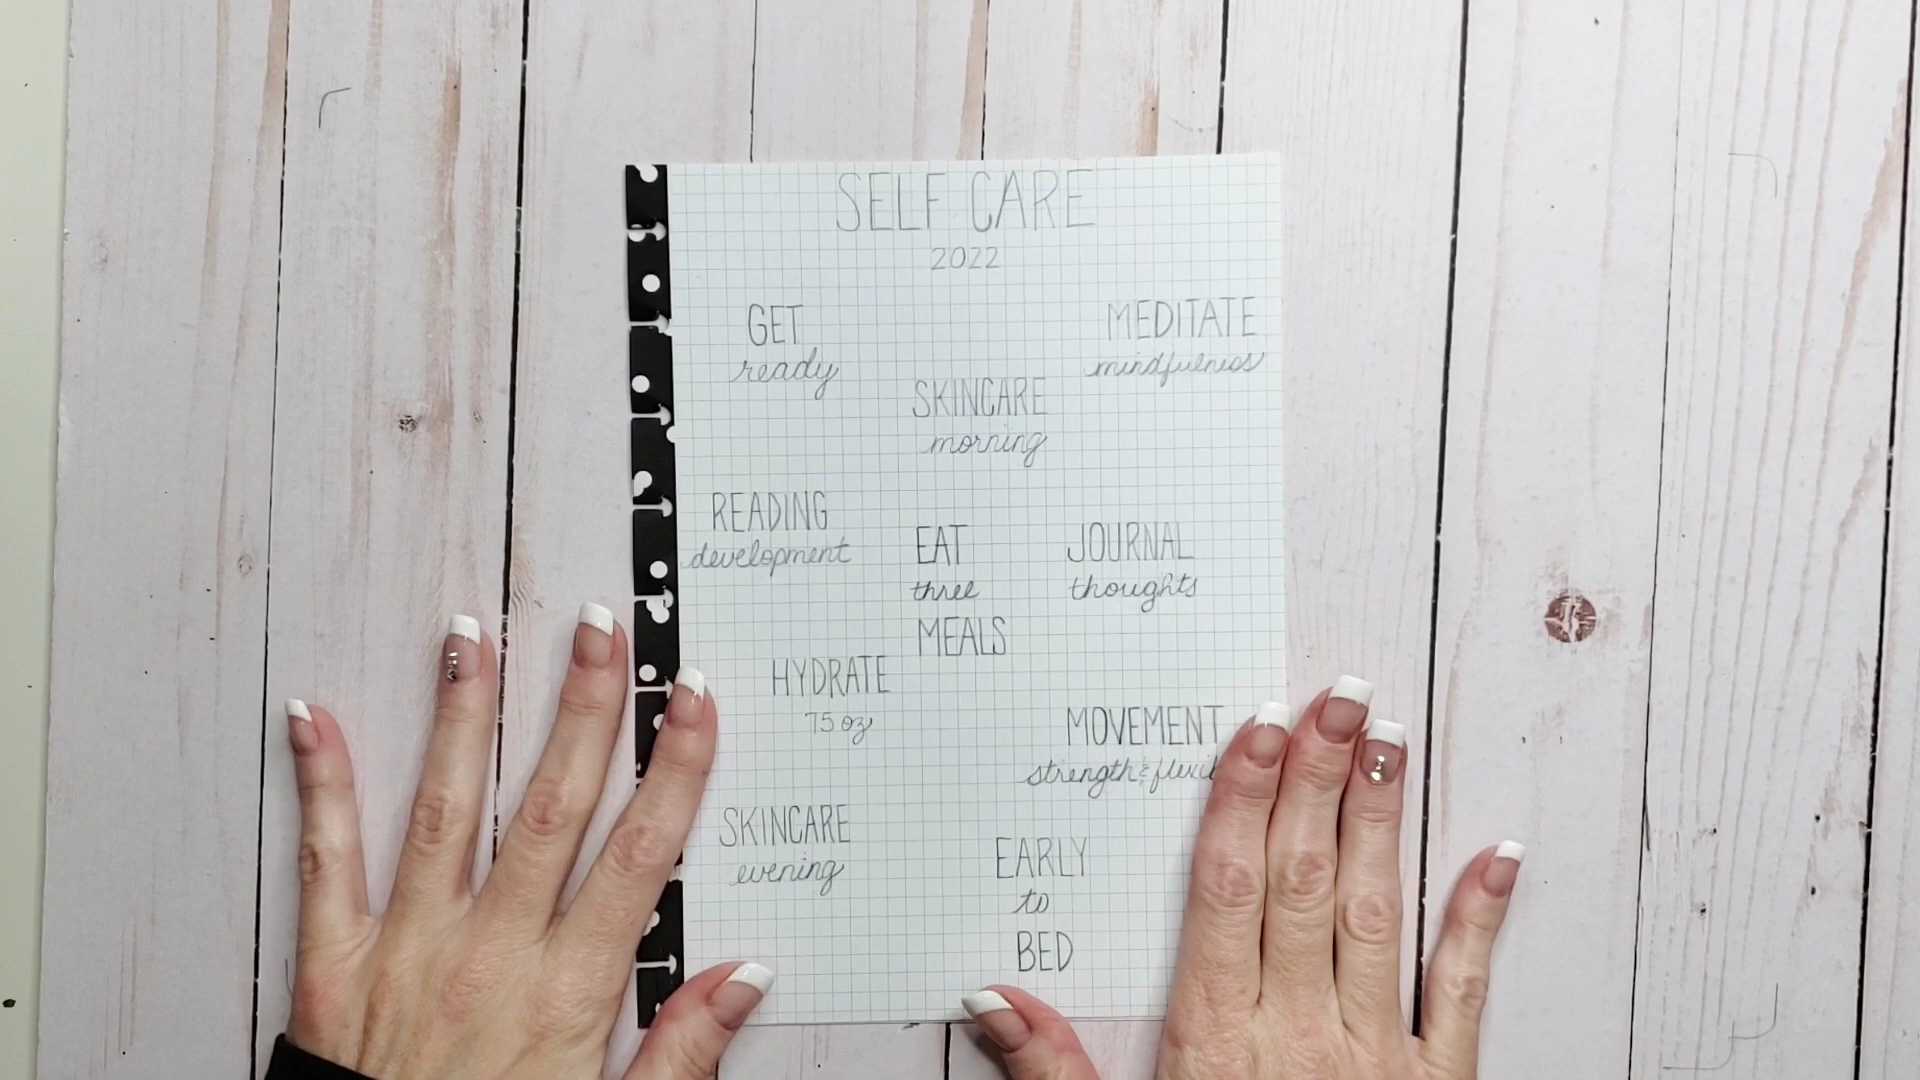 SELF CARE
2022
GET
ready
MEDITATE
mindfulness
SKINCARE
morning
READING
development
EAT
three
MEALS
JOURNAL
thoughts
HYDRATE
75 oz
MOVEMENT
strength &
SKINCARE
evening
EARLY
to
BED